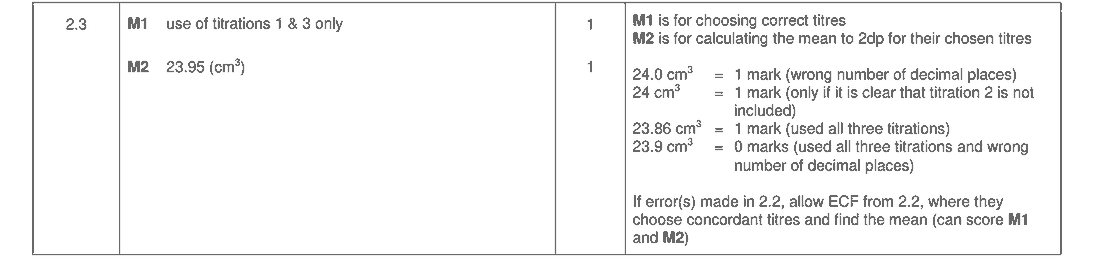 2.3
M1 use of titrations 1 & 3 only
M2 23.95 (cm³)
1
1
M1 is for choosing correct titres
M2 is for calculating the mean to 2dp for their chosen titres
24.0 cm³ = 1 mark (wrong number of decimal places)
24 cm³ = 1 mark (only if it is clear that titration 2 is not
included)
23.86 cm³ = 1 mark (used all three titrations)
23.9 cm³ = 0 marks (used all three titrations and wrong
number of decimal places)
If error(s) made in 2.2, allow ECF from 2.2, where they
choose concordant titres and find the mean (can score M1
and M2)